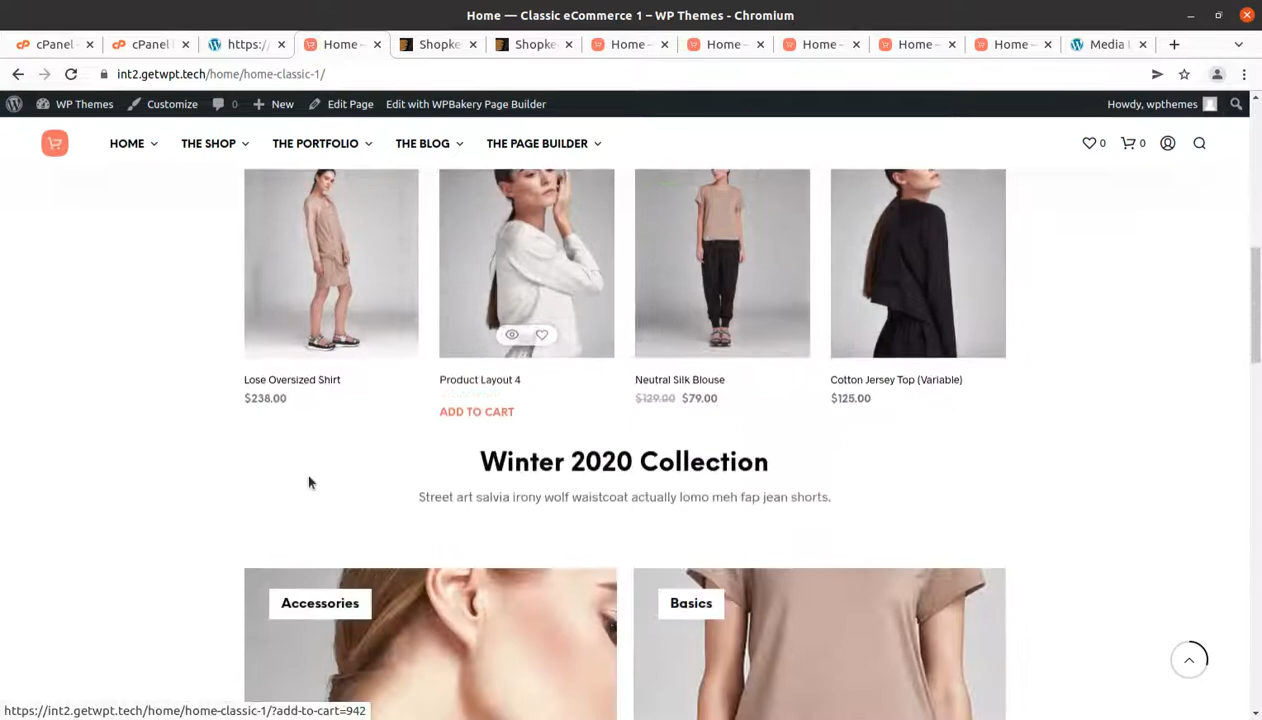 Home — Classic eCommerce 1 – WP Themes - Chromium
cPanel
cPanel
https:/
Home -
Shopke
Shopke
Home -
Home -
Home -
Home -
Home -
Media
int2.getwpt.tech/home/home-classic-1/
WP Themes Customize 0 New Edit Page Edit with WPBakery Page Builder Howdy, wpthemes
HOME THE SHOP THE PORTFOLIO THE BLOG THE PAGE BUILDER 0 0
Lose Oversized Shirt
$238.00
Product Layout 4
ADD TO CART
Neutral Silk Blouse
$129.00 $79.00
Cotton Jersey Top (Variable)
$125.00
Winter 2020 Collection
Street art salvia irony wolf waistcoat actually lomo meh fap jean shorts.
Accessories
Basics
https://int2.getwpt.tech/home/home-classic-1/?add-to-cart=942